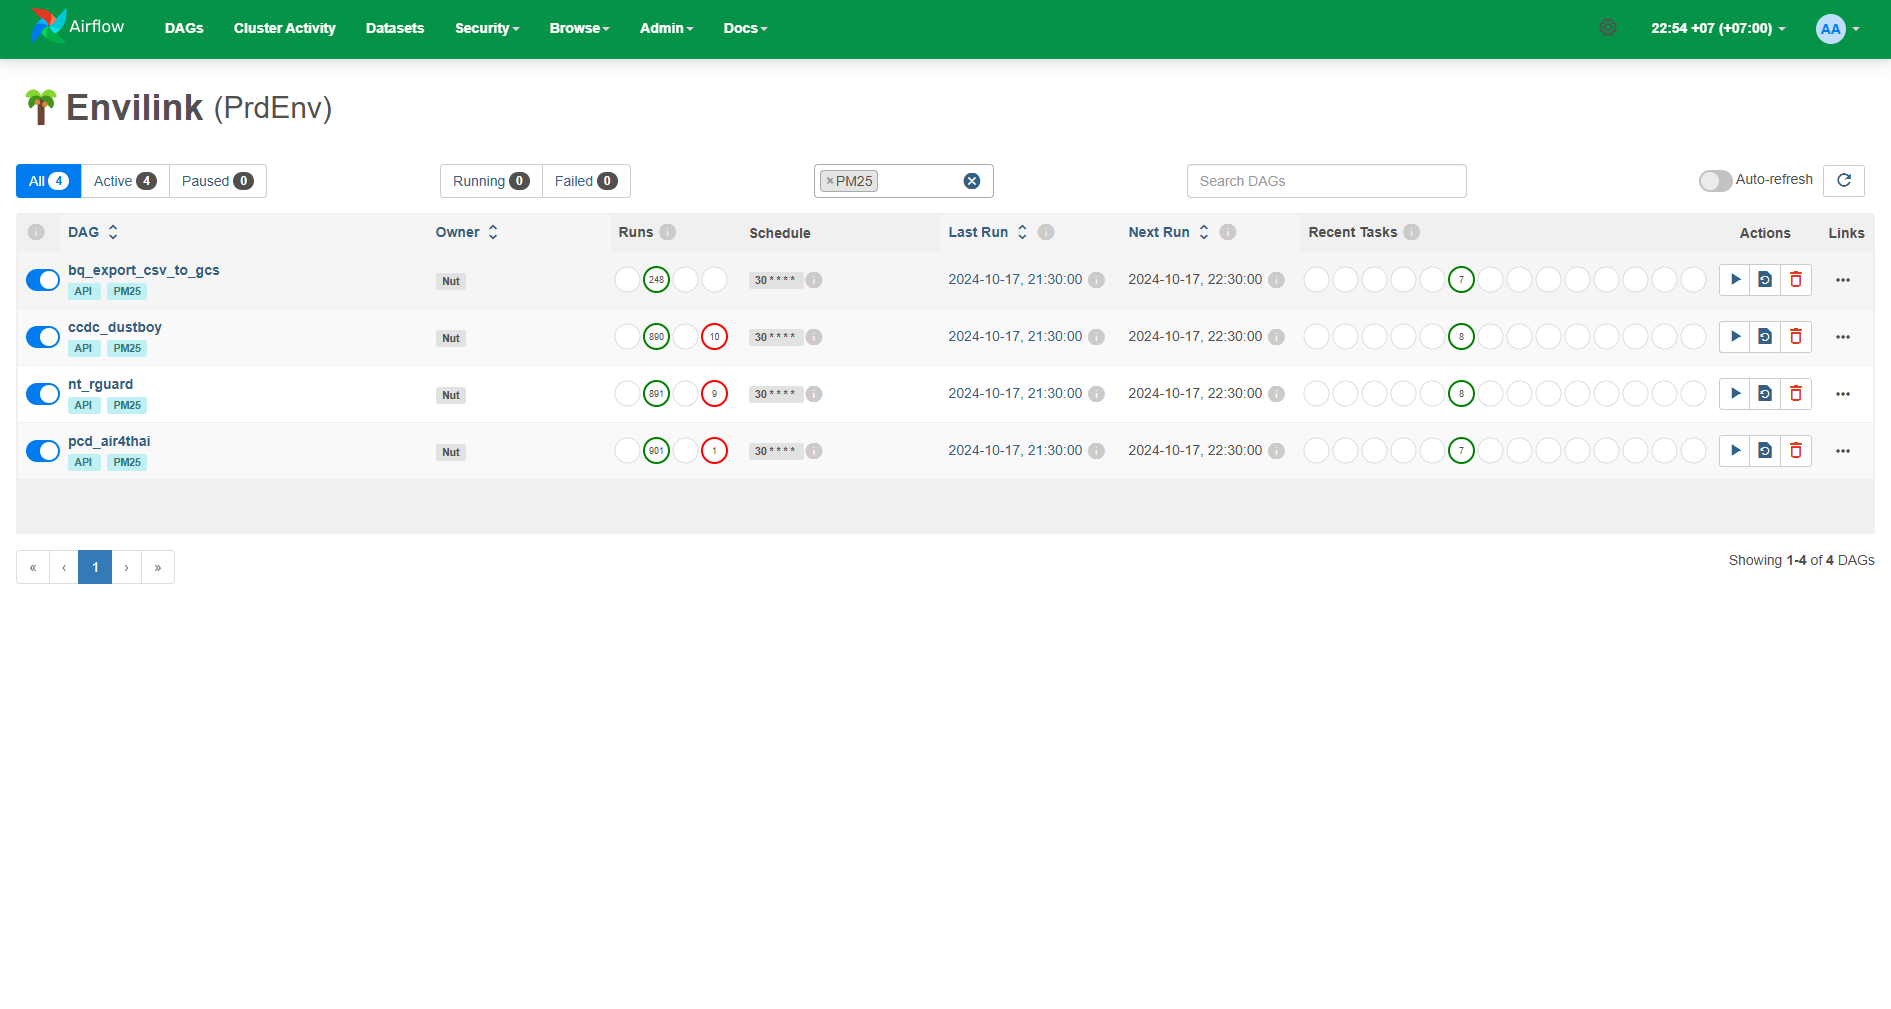 Airflow DAGs Cluster Activity Datasets Security Browse Admin Docs 22:54 +07 (+07:00) AA
Envilink (PrdEnv)
All 4 Active 4 Paused 0 Running 0 Failed 0 ×PM25 Search DAGs Auto-refresh
DAG Owner Runs Schedule Last Run Next Run Recent Tasks Actions Links
bq_export_csv_to_gcs Nut 248 30 * * * * 2024-10-17, 21:30:00 2024-10-17, 22:30:00 7
API PM25
ccdc_dustboy Nut 890 10 30 * * * * 2024-10-17, 21:30:00 2024-10-17, 22:30:00 8
API PM25
nt_rguard Nut 891 9 30 * * * * 2024-10-17, 21:30:00 2024-10-17, 22:30:00 8
API PM25
pcd_air4thai Nut 901 1 30 * * * * 2024-10-17, 21:30:00 2024-10-17, 22:30:00 7
API PM25
« ‹ 1 › » Showing 1-4 of 4 DAGs